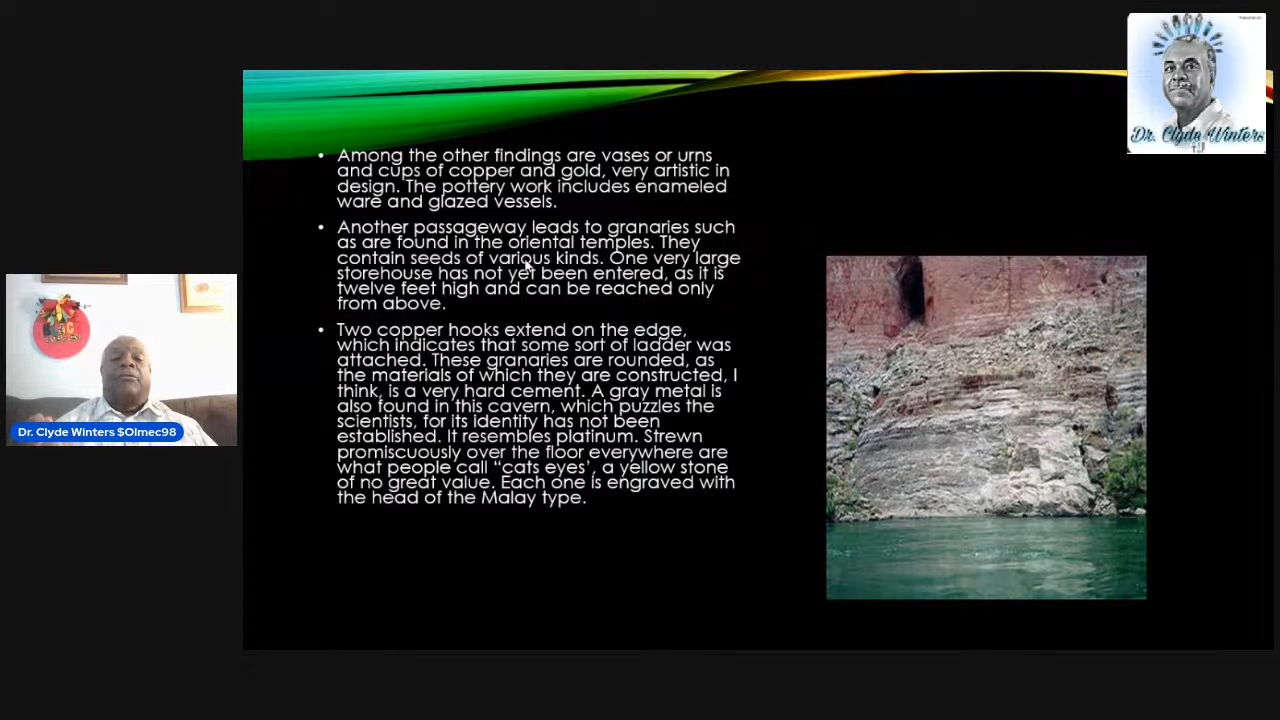 Dr. Clyde Winters
• Among the other findings are vases or urns
and cups of copper and gold, very artistic in
design. The pottery work includes enameled
ware and glazed vessels.
• Another passageway leads to granaries such
as are found in the oriental temples. They
contain seeds of various kinds. One very large
storehouse has not yet been entered, as it is
twelve feet high and can be reached only
from above.
• Two copper hooks extend on the edge,
which indicates that some sort of ladder was
attached. These granaries are rounded, as
the materials of which they are constructed, I
think, is a very hard cement. A gray metal is
also found in this cavern, which puzzles the
scientists, for its identity has not been
established. It resembles platinum. Strewn
promiscuously over the floor everywhere are
what people call “cats eyes’, a yellow stone
of no great value. Each one is engraved with
the head of the Malay type.
Dr. Clyde Winters $Olmec98